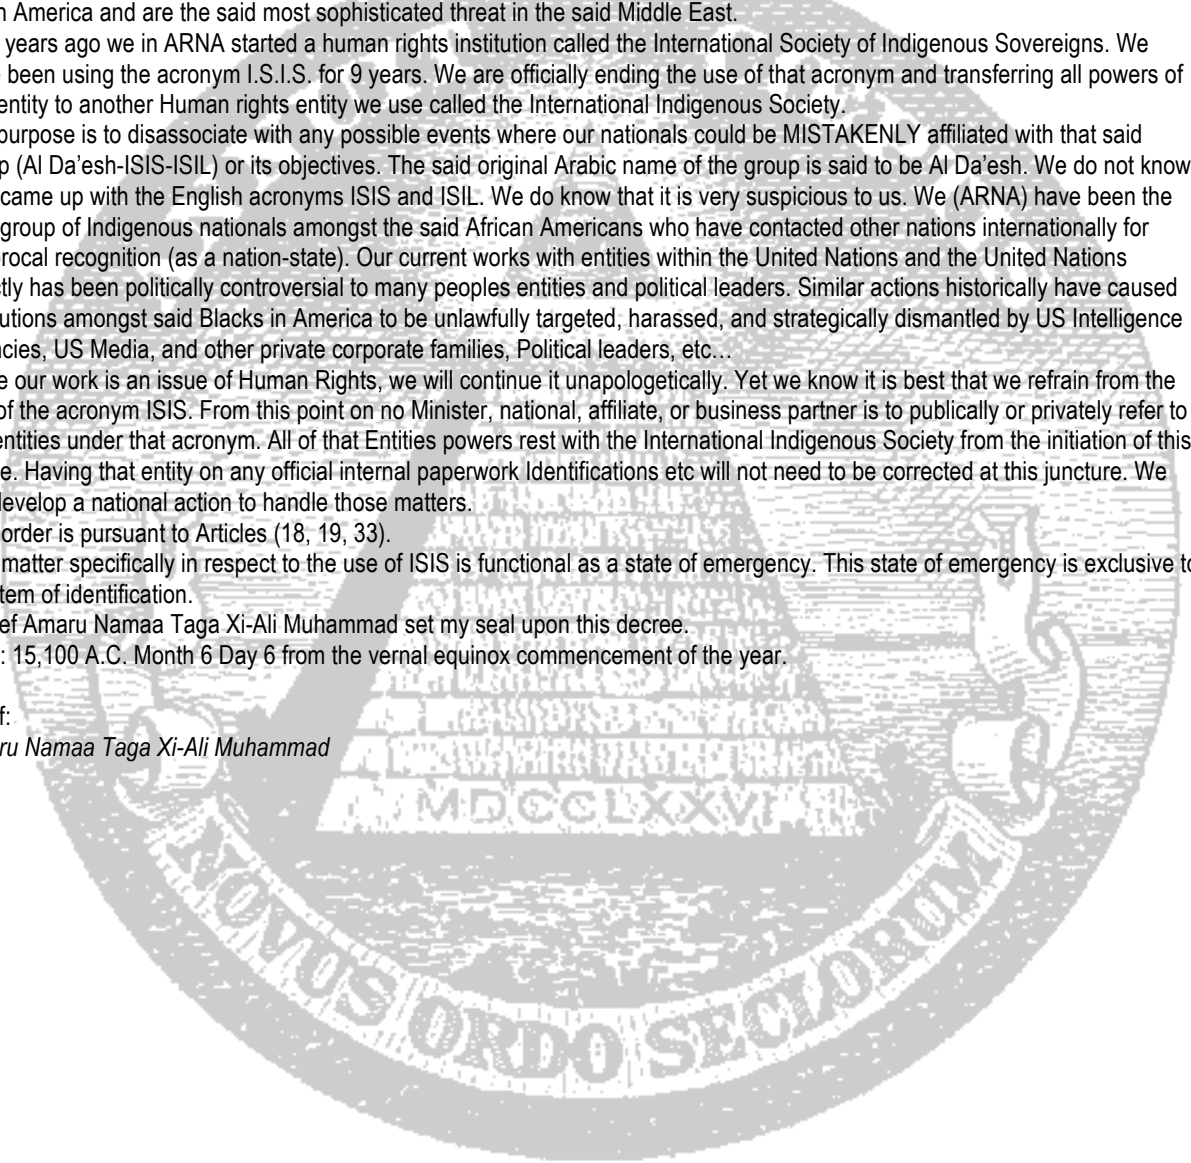 n America and are the said most sophisticated threat in the said Middle East.
years ago we in ARNA started a human rights institution called the International Society of Indigenous Sovereigns. We
e been using the acronym I.S.I.S. for 9 years. We are officially ending the use of that acronym and transferring all powers of
entity to another Human rights entity we use called the International Indigenous Society.
purpose is to disassociate with any possible events where our nationals could be MISTAKENLY affiliated with that said
p (Al Da'esh-ISIS-ISIL) or its objectives. The said original Arabic name of the group is said to be Al Da'esh. We do not know
came up with the English acronyms ISIS and ISIL. We do know that it is very suspicious to us. We (ARNA) have been the
group of Indigenous nationals amongst the said African Americans who have contacted other nations internationally for
rocal recognition (as a nation-state). Our current works with entities within the United Nations and the United Nations
tly has been politically controversial to many peoples entities and political leaders. Similar actions historically have caused
utions amongst said Blacks in America to be unlawfully targeted, harassed, and strategically dismantled by US Intelligence
ncies, US Media, and other private corporate families, Political leaders, etc…
e our work is an issue of Human Rights, we will continue it unapologetically. Yet we know it is best that we refrain from the
of the acronym ISIS. From this point on no Minister, national, affiliate, or business partner is to publically or privately refer to
entities under that acronym. All of that Entities powers rest with the International Indigenous Society from the initiation of this
e. Having that entity on any official internal paperwork Identifications etc will not need to be corrected at this juncture. We
develop a national action to handle those matters.
order is pursuant to Articles (18, 19, 33).
matter specifically in respect to the use of ISIS is functional as a state of emergency. This state of emergency is exclusive to
tem of identification.
ef Amaru Namaa Taga Xi-Ali Muhammad set my seal upon this decree.
: 15,100 A.C. Month 6 Day 6 from the vernal equinox commencement of the year.
f:
ru Namaa Taga Xi-Ali Muhammad
MDCCLXXVI
NOVUS ORDO SECLORUM